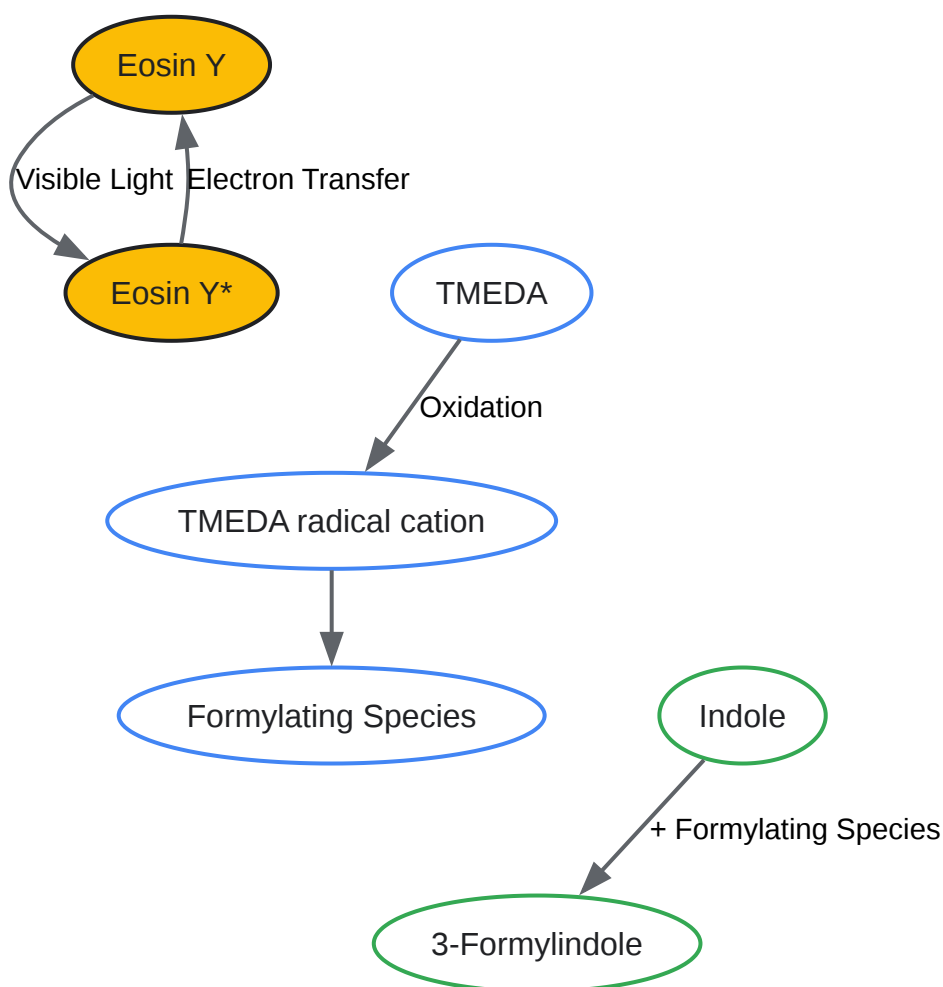 Eosin Y
Visible Light
Electron Transfer
Eosin Y*
TMEDA
Oxidation
TMEDA radical cation
Formylating Species
Indole
+ Formylating Species
3-Formylindole